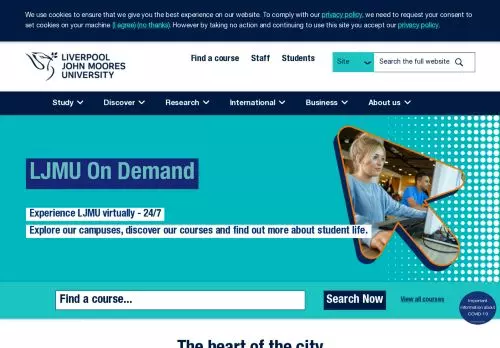 We use cookies to ensure that we give you the best experience on our website. To comply with our privacy policy, we need to request your consent
to set cookies on your machine (I agree) (no thanks). However by taking no action and continuing to use this site you accept our privacy policy.
LIVERPOOL
JOHN MOORES
UNIVERSITY
Find a course Staff Students
Site Search the full website
Study Discover Research International Business About us
LJMU On Demand
Experience LJMU virtually - 24/7
Explore our campuses, discover our courses and find out more about student life.
Find a course... Search Now View all courses
Important
information about
COVID-19
The heart of the city